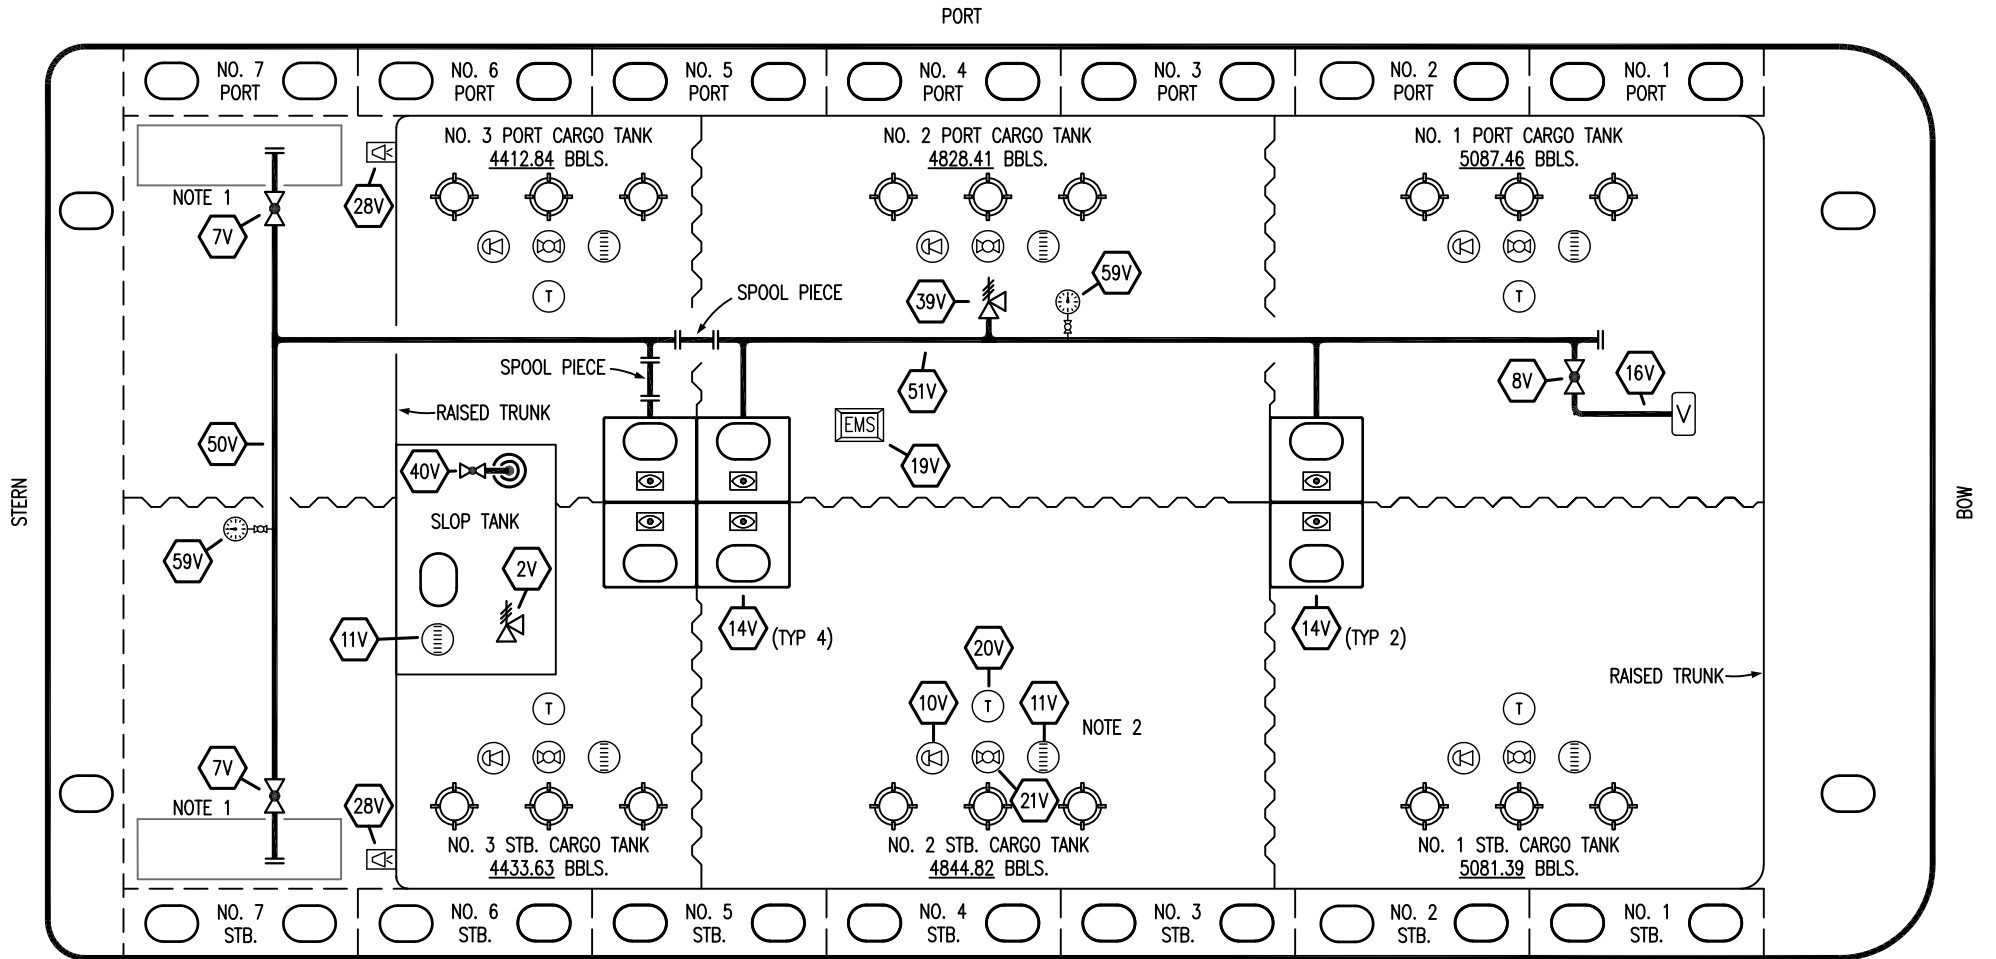 PORT
NO. 7
PORT
NO. 6
PORT
NO. 5
PORT
NO. 4
PORT
NO. 3
PORT
NO. 2
PORT
NO. 1
PORT
NO. 3 PORT CARGO TANK
4412.84 BBLS.
NO. 2 PORT CARGO TANK
4828.41 BBLS.
NO. 1 PORT CARGO TANK
5087.46 BBLS.
NOTE 1
28V
7V
T
T
SPOOL PIECE
39V
59V
SPOOL PIECE
51V
8V
16V
V
RAISED TRUNK
EMS
19V
50V
40V
STERN
BOW
SLOP TANK
59V
2V
11V
14V
(TYP 4)
14V
(TYP 2)
20V
RAISED TRUNK
10V
11V
T
T
T
NOTE 2
7V
NOTE 1
28V
21V
NO. 3 STB. CARGO TANK
4433.63 BBLS.
NO. 2 STB. CARGO TANK
4844.82 BBLS.
NO. 1 STB. CARGO TANK
5081.39 BBLS.
NO. 7
STB.
NO. 6
STB.
NO. 5
STB.
NO. 4
STB.
NO. 3
STB.
NO. 2
STB.
NO. 1
STB.